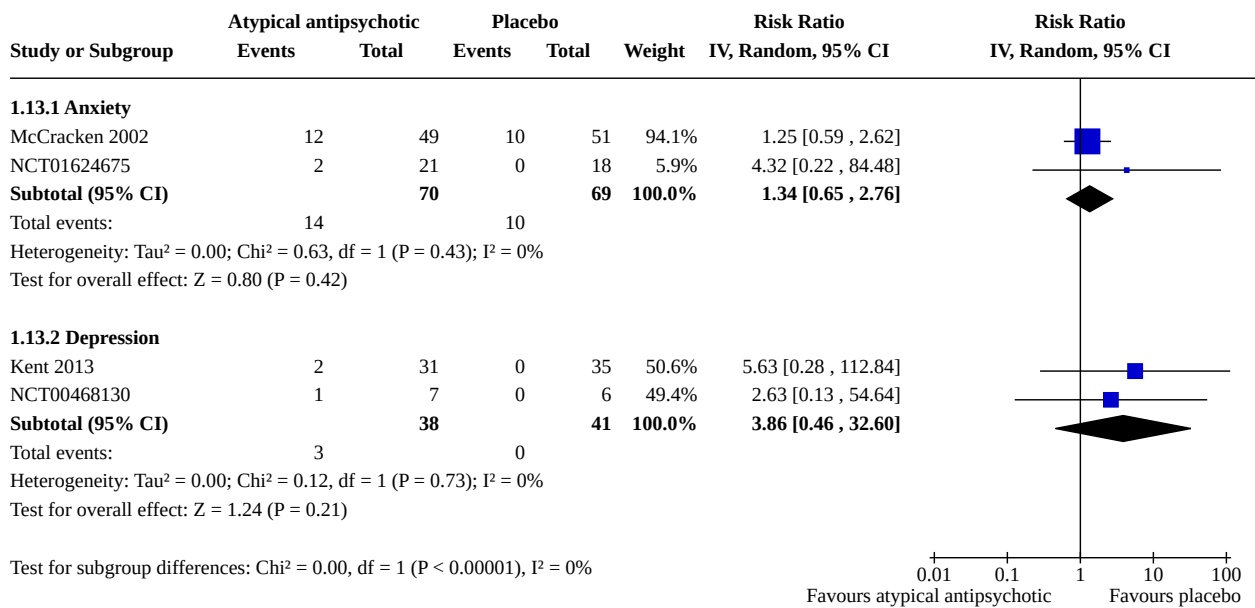 Atypical antipsychotic Placebo Risk Ratio Risk Ratio
Study or Subgroup Events Total Events Total Weight IV, Random, 95% CI IV, Random, 95% CI
1.13.1 Anxiety
McCracken 2002 12 49 10 51 94.1% 1.25 [0.59 , 2.62]
NCT01624675 2 21 0 18 5.9% 4.32 [0.22 , 84.48]
Subtotal (95% CI) 70 69 100.0% 1.34 [0.65 , 2.76]
Total events: 14 10
Heterogeneity: Tau² = 0.00; Chi² = 0.63, df = 1 (P = 0.43); I² = 0%
Test for overall effect: Z = 0.80 (P = 0.42)
1.13.2 Depression
Kent 2013 2 31 0 35 50.6% 5.63 [0.28 , 112.84]
NCT00468130 1 7 0 6 49.4% 2.63 [0.13 , 54.64]
Subtotal (95% CI) 38 41 100.0% 3.86 [0.46 , 32.60]
Total events: 3 0
Heterogeneity: Tau² = 0.00; Chi² = 0.12, df = 1 (P = 0.73); I² = 0%
Test for overall effect: Z = 1.24 (P = 0.21)
Test for subgroup differences: Chi² = 0.00, df = 1 (P < 0.00001), I² = 0%
0.01 0.1 1 10 100
Favours atypical antipsychotic Favours placebo